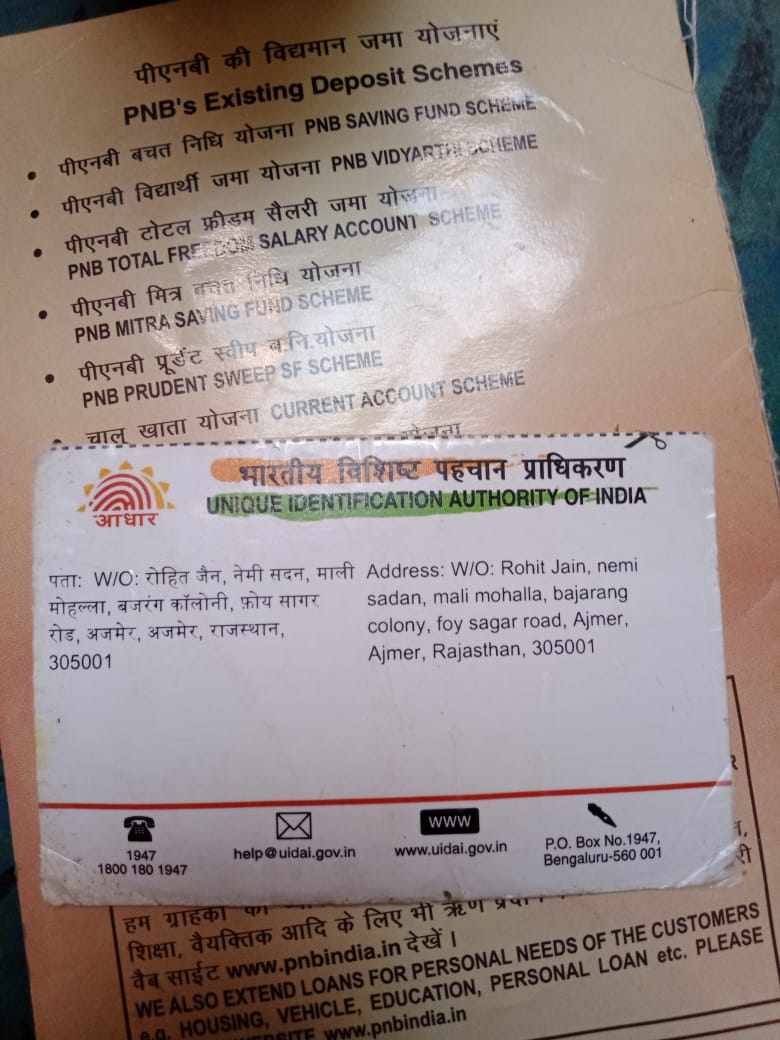 पीएनबी की विद्यमान जमा योजनाएं
PNB's Existing Deposit Schemes
• पीएनबी बचत निधि योजना PNB SAVING FUND SCHEME
• पीएनबी विद्यार्थी जमा योजना PNB VIDYARTHI SCHEME
• पीएनबी टोटल फ्रीडम सैलरी जमा योजना
PNB TOTAL FREEDOM SALARY ACCOUNT SCHEME
• पीएनबी मित्र बचत निधि योजना
PNB MITRA SAVING FUND SCHEME
• पीएनबी प्रूडेंट स्वीप ब.नि.योजना
PNB PRUDENT SWEEP SF SCHEME
• चालू खाता योजना CURRENT ACCOUNT SCHEME
योजना
आधार
भारतीय विशिष्ट पहचान प्राधिकरण
UNIQUE IDENTIFICATION AUTHORITY OF INDIA
पता: W/O: रोहित जैन, नेमी सदन, माली
मोहल्ला, बजरंग कॉलोनी, फ़ोय सागर
रोड, अजमेर, अजमेर, राजस्थान,
305001
Address: W/O: Rohit Jain, nemi
sadan, mali mohalla, bajarang
colony, foy sagar road, Ajmer,
Ajmer, Rajasthan, 305001
1947
1800 180 1947
help@uidai.gov.in
WWW
www.uidai.gov.in
P.O. Box No.1947,
Bengaluru-560 001
हम ग्राहकों
शिक्षा, वैयक्तिक आदि के लिए भी ऋण
वैब साईट www.pnbindia.in देखें ।
WE ALSO EXTEND LOANS FOR PERSONAL NEEDS OF THE CUSTOMERS
e.g. HOUSING, VEHICLE, EDUCATION, PERSONAL LOAN etc. PLEASE
www.pnbindia.in